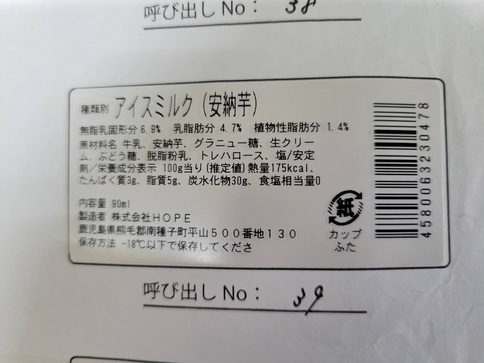 呼び出しNo： 38
種類別 アイスミルク（安納芋）
無脂乳固形分 6.9% 乳脂肪分 4.7% 植物性脂肪分 1.4%
原材料名 牛乳、安納芋、グラニュー糖、生クリー
ム、ぶどう糖、脱脂粉乳、トレハロース、塩/安定
剤/栄養成分表示 100g当り(推定値)熱量175kcal、
たんぱく質3g、脂質5g、炭水化物30g、食塩相当量0
内容量 90ml
製造者 株式会社HOPE
鹿児島県熊毛郡南種子町平山500番地130
保存方法 -18℃以下で保存してくださ
紙
カップ
ふた
4580083230478
呼び出しNo： 39